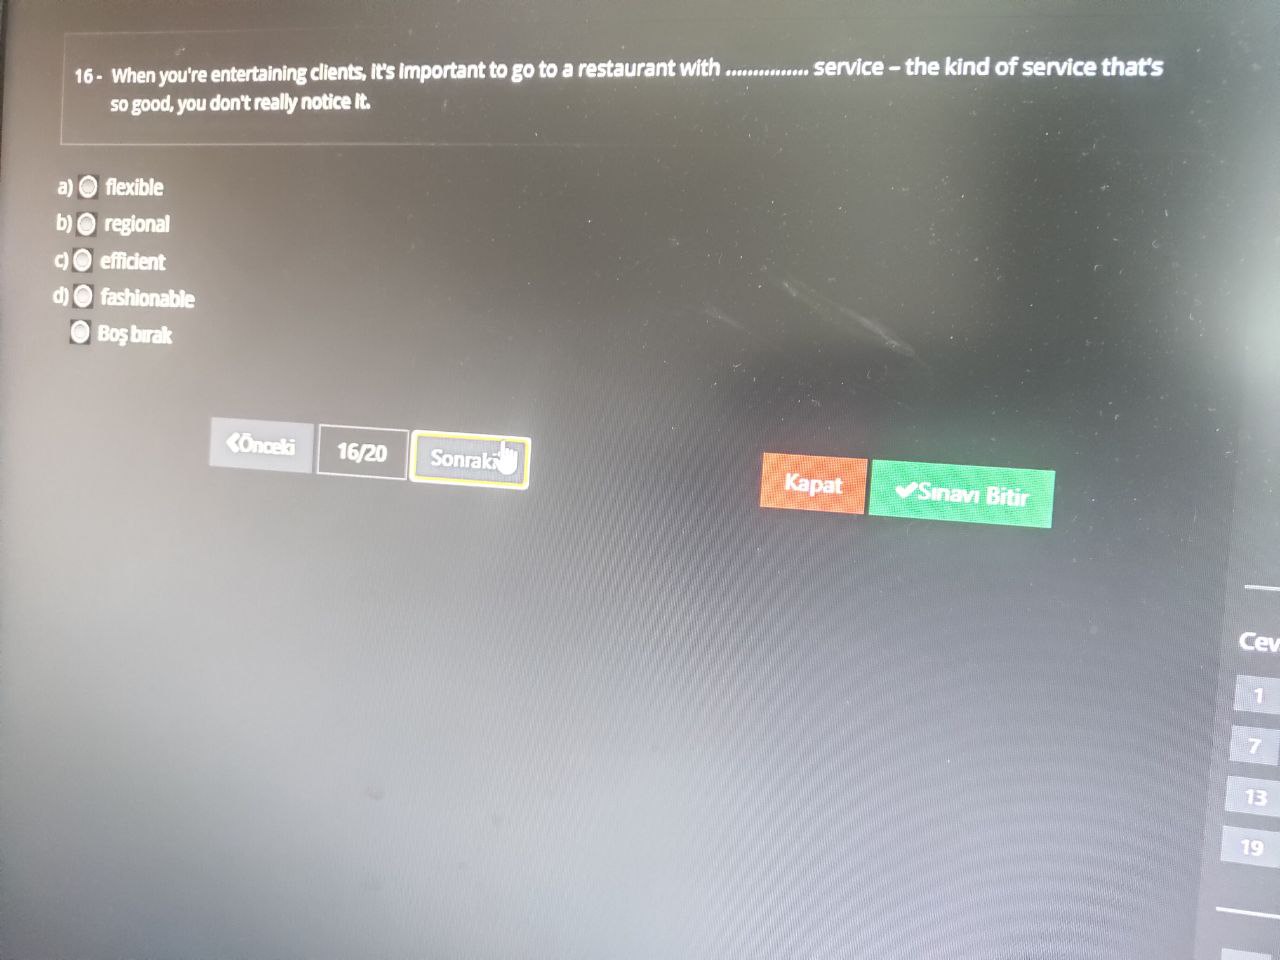 16- When you're entertaining clients, it's important to go to a restaurant with ............... service – the kind of service that's
so good, you don't really notice it.
a) flexible
b) regional
c) efficient
d) fashionable
Boş bırak
Önceki 16/20 Sonraki
Kapat Sınavı Bitir
1
7
13
19